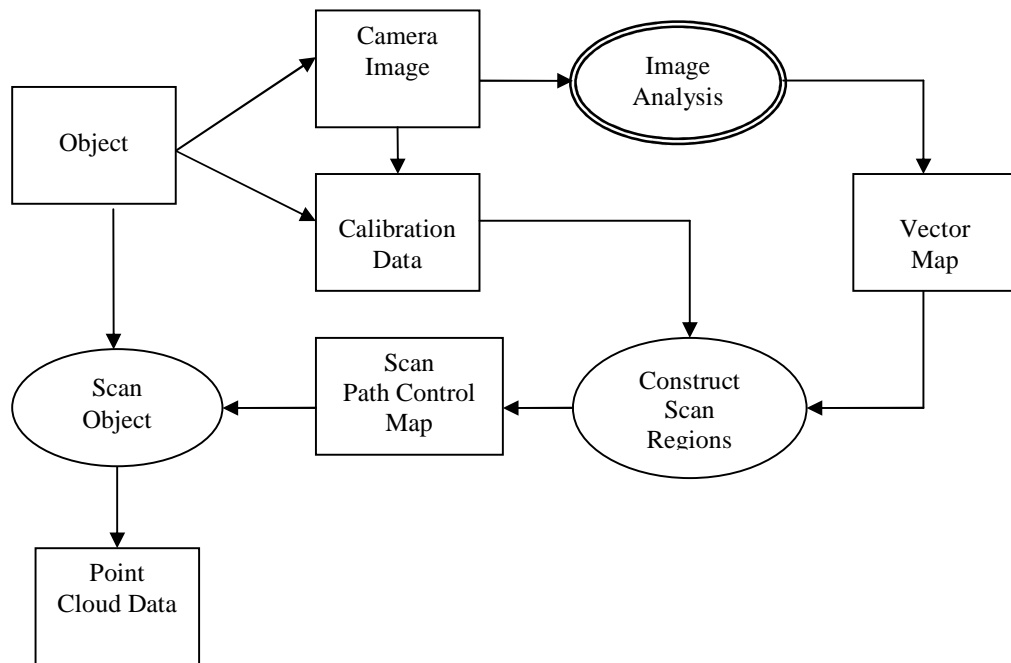 Camera
Image
Image
Analysis
Object
Calibration
Data
Vector
Map
Scan
Path Control
Map
Construct
Scan
Regions
Scan
Object
Point
Cloud Data